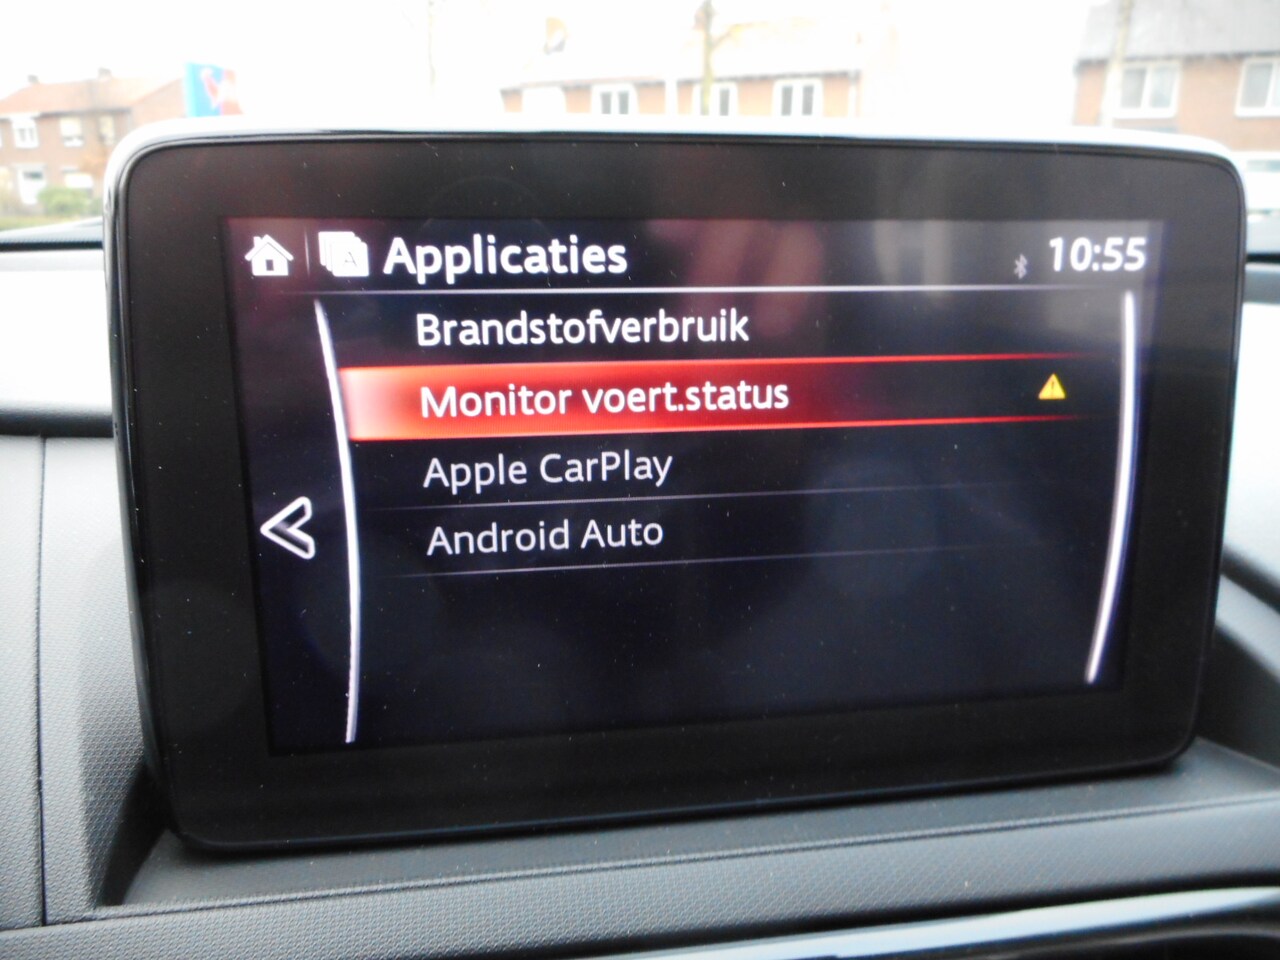 Applicaties
10:55
Brandstofverbruik
Monitor voert.status
Apple CarPlay
Android Auto